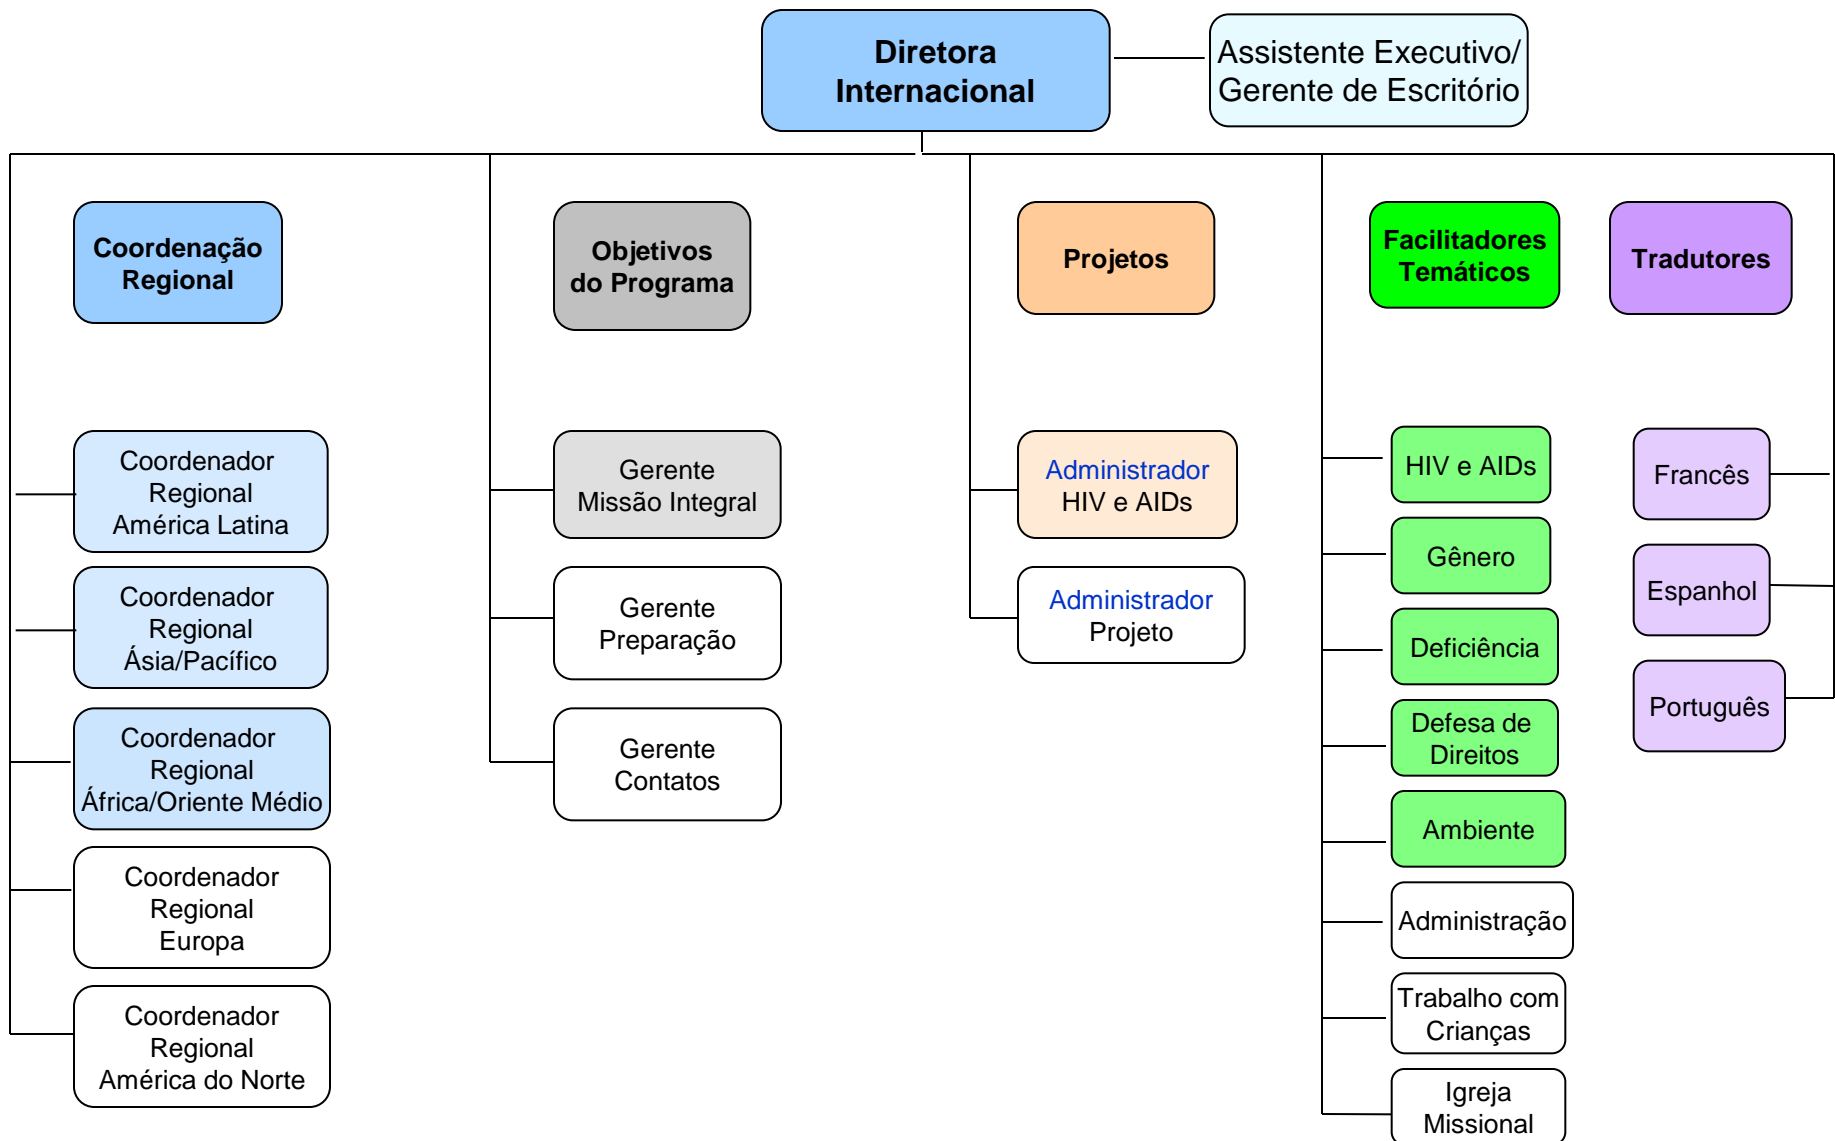 Diretora
Internacional
Assistente Executivo/
Gerente de Escritório
Coordenação
Regional
Objetivos
do Programa
Projetos
Facilitadores
Temáticos
Tradutores
Coordenador
Regional
América Latina
Coordenador
Regional
Ásia/Pacífico
Coordenador
Regional
África/Oriente Médio
Coordenador
Regional
Europa
Coordenador
Regional
América do Norte
Gerente
Missão Integral
Gerente
Preparação
Gerente
Contatos
Administrador
HIV e AIDs
Administrador
Projeto
HIV e AIDs
Gênero
Deficiência
Defesa de
Direitos
Ambiente
Administração
Trabalho com
Crianças
Igreja
Missional
Francês
Espanhol
Português